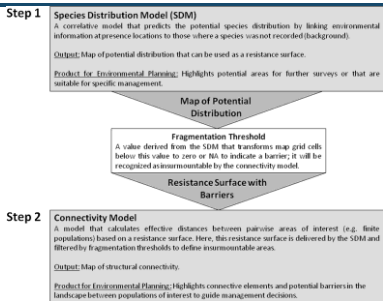 Step 1
Species Distribution Model (SDM)
A correlative model that predicts the potential species distribution by linking environmental
information at presence locations to those where a species was not recorded (background).
Output: Map of potential distribution that can be used as a resistance surface.
Product for Environmental Planning: Highlights potential areas for further surveys or that are
suitable for specific management.
Map of Potential
Distribution
Fragmentation Threshold
A value derived from the SDM that transforms map grid cells
below this value to zero or NA to indicate a barrier; it will be
recognized as insurmountable by the connectivity model.
Resistance Surface with
Barriers
Step 2
Connectivity Model
A model that calculates effective distances between pairwise areas of interest (e.g. finite
populations) based on a resistance surface. Here, this resistance surface is delivered by the SDM and
filtered by fragmentation thresholds to define insurmountable areas.
Output: Map of structural connectivity.
Product for Environmental Planning: Highlights connective elements and potential barriers in the
landscape between populations of interest to guide management decisions.